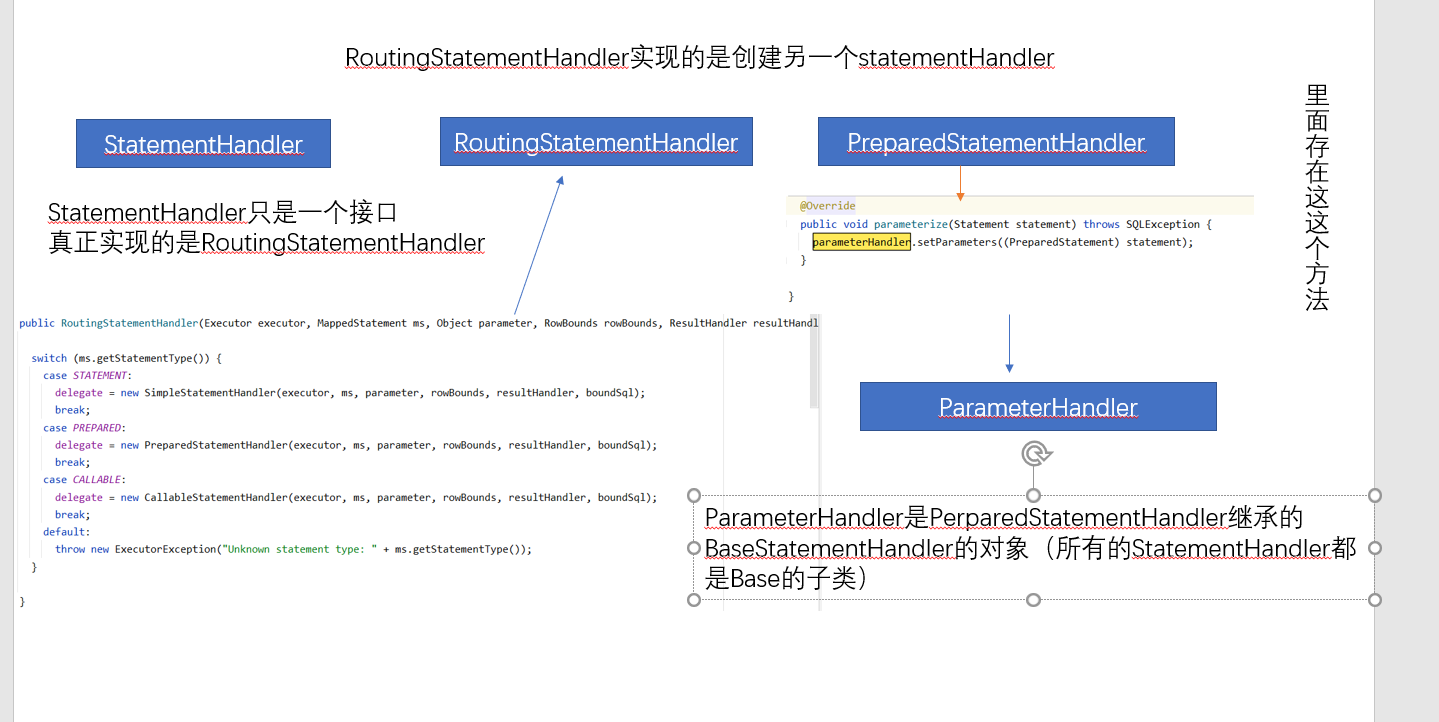 RoutingStatementHandler实现的是创建另一个statementHandler
StatementHandler
RoutingStatementHandler
PreparedStatementHandler
里面存在这这个方法
StatementHandler只是一个接口
真正实现的是RoutingStatementHandler
@Override
public void parameterize(Statement statement) throws SQLException {
parameterHandler.setParameters((PreparedStatement) statement);
}
}
public RoutingStatementHandler(Executor executor, MappedStatement ms, Object parameter, RowBounds rowBounds, ResultHandler resultHandl
switch (ms.getStatementType()) {
case STATEMENT:
delegate = new SimpleStatementHandler(executor, ms, parameter, rowBounds, resultHandler, boundSql);
break;
case PREPARED:
delegate = new PreparedStatementHandler(executor, ms, parameter, rowBounds, resultHandler, boundSql);
break;
case CALLABLE:
delegate = new CallableStatementHandler(executor, ms, parameter, rowBounds, resultHandler, boundSql);
break;
default:
throw new ExecutorException("Unknown statement type: " + ms.getStatementType());
}
}
ParameterHandler
ParameterHandler是PerparedStatementHandler继承的
BaseStatementHandler的对象（所有的StatementHandler都
是Base的子类）